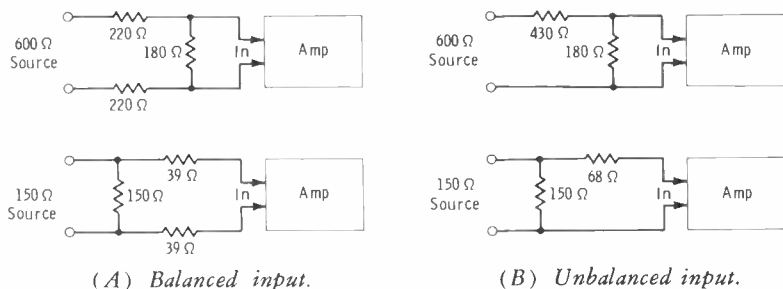 220 Ω
600 Ω
Source
180 Ω
In
Amp
220 Ω
430 Ω
600 Ω
Source
180 Ω
In
Amp
39 Ω
150 Ω
Source
150 Ω
In
Amp
39 Ω
68 Ω
150 Ω
Source
150 Ω
In
Amp
(A) Balanced input.
(B) Unbalanced input.